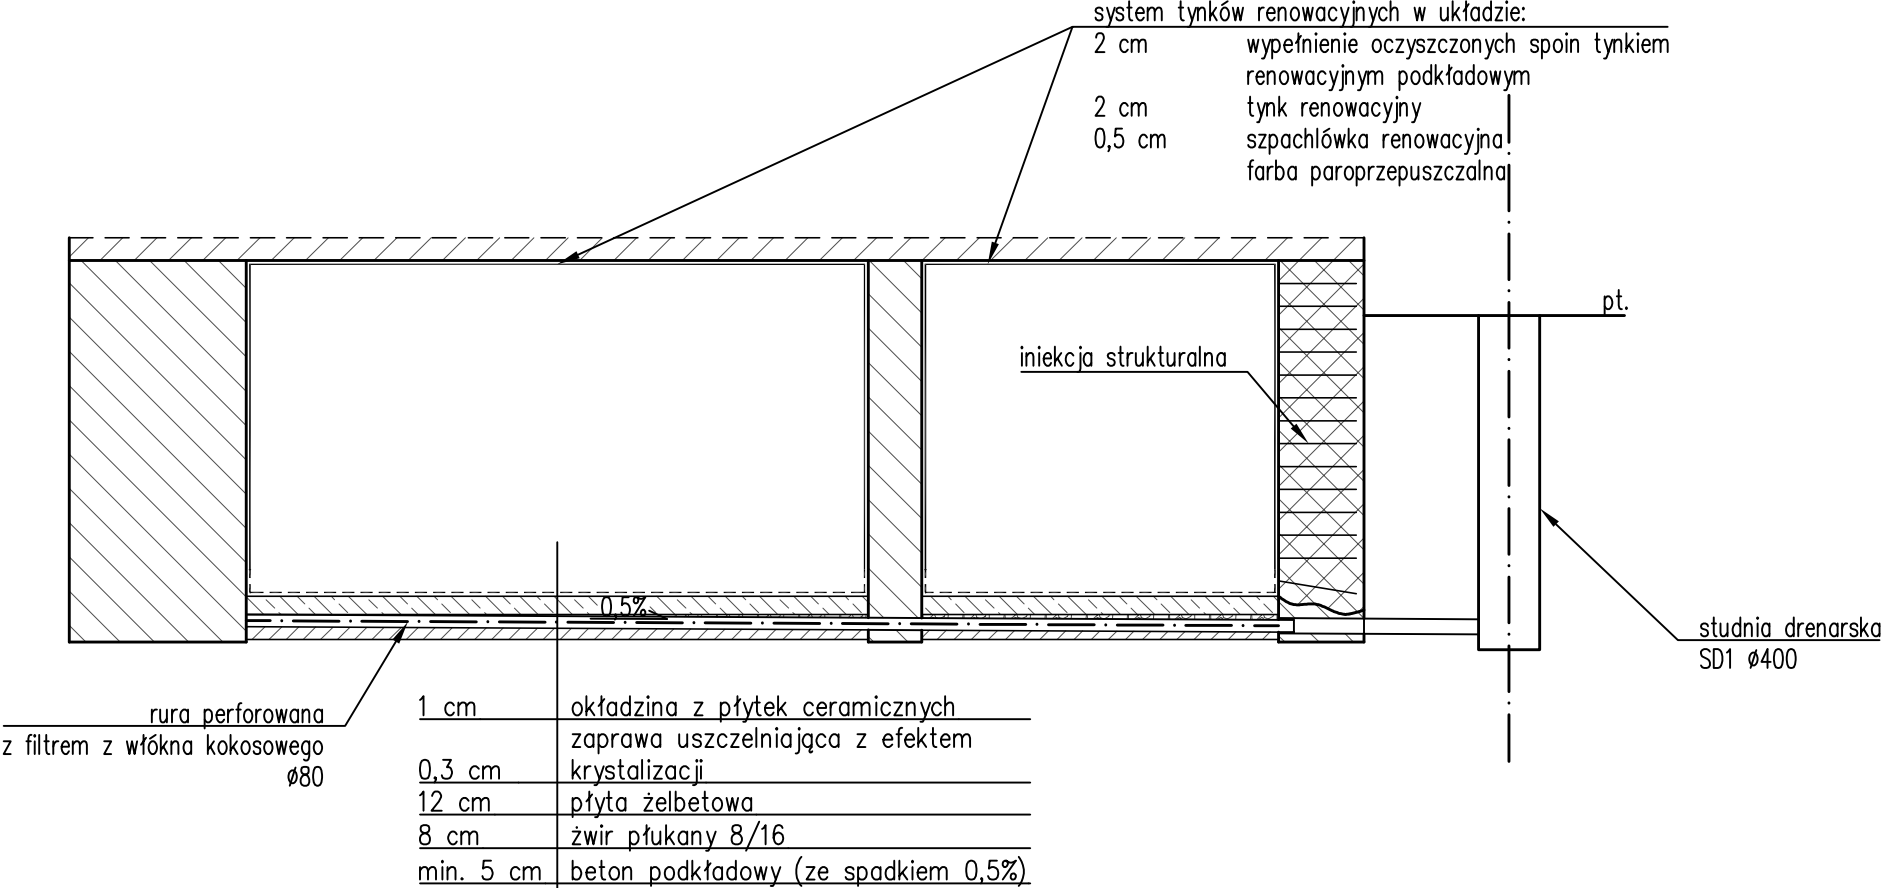 system tynków renowacyjnych w układzie:
2 cm wypełnienie oczyszczonych spoin tynkiem
renowacyjnym podkładowym
2 cm tynk renowacyjny
0,5 cm szpachlówka renowacyjna
farba paroprzepuszczalna
pt.
iniekcja strukturalna
0,5%
studnia drenarska
SD1 ø400
rura perforowana
z filtrem z włókna kokosowego
ø80
1 cm okładzina z płytek ceramicznych
zaprawa uszczelniająca z efektem
0,3 cm krystalizacji
12 cm płyta żelbetowa
8 cm żwir płukany 8/16
min. 5 cm beton podkładowy (ze spadkiem 0,5%)